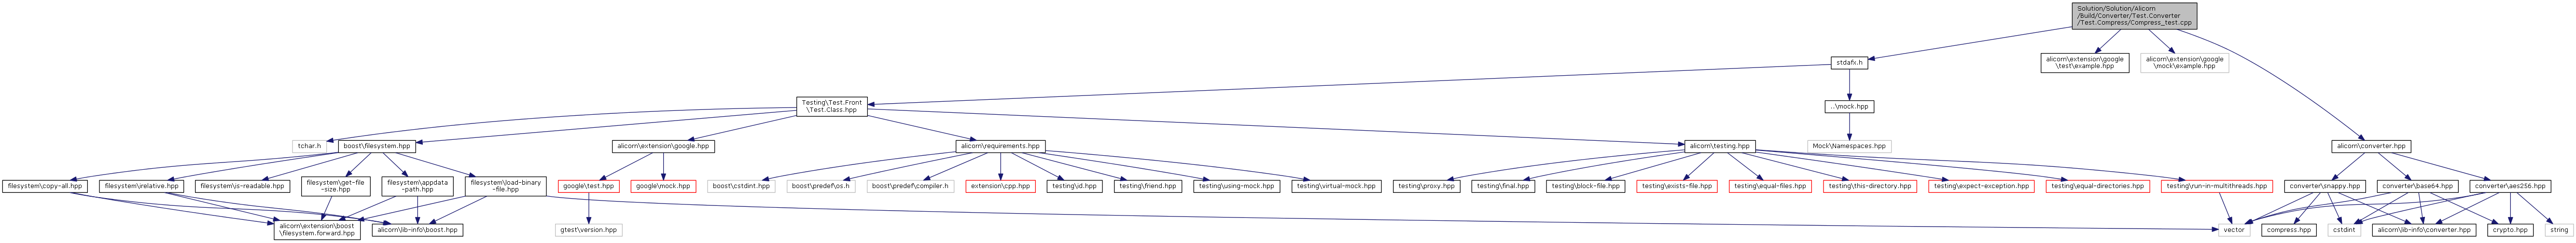 Solution/Solution/Alicorn
/Build/Converter/Test.Converter
/Test.Compress/Compress_test.cpp
stdafx.h
alicorn\extension\google
\test\example.hpp
alicorn\extension\google
\mock\example.hpp
Testing\Test.Front
\Test.Class.hpp
..\mock.hpp
tchar.h
boost\filesystem.hpp
alicorn\extension\google.hpp
alicorn\requirements.hpp
alicorn\testing.hpp
Mock\Namespaces.hpp
alicorn\converter.hpp
filesystem\copy-all.hpp
filesystem\relative.hpp
filesystem\is-readable.hpp
filesystem\get-file
-size.hpp
filesystem\appdata
-path.hpp
filesystem\load-binary
-file.hpp
google\test.hpp
google\mock.hpp
boost\cstdint.hpp
boost\predef\os.h
boost\predef\compiler.h
extension\cpp.hpp
testing\d.hpp
testing\friend.hpp
testing\using-mock.hpp
testing\virtual-mock.hpp
testing\proxy.hpp
testing\final.hpp
testing\block-file.hpp
testing\exists-file.hpp
testing\equal-files.hpp
testing\this-directory.hpp
testing\expect-exception.hpp
testing\equal-directories.hpp
testing\run-in-multithreads.hpp
converter\snappy.hpp
converter\base64.hpp
converter\aes256.hpp
alicorn\extension\boost
\filesystem.forward.hpp
alicorn\lib-info\boost.hpp
gtest\version.hpp
vector
compress.hpp
cstdint
alicorn\lib-info\converter.hpp
crypto.hpp
string